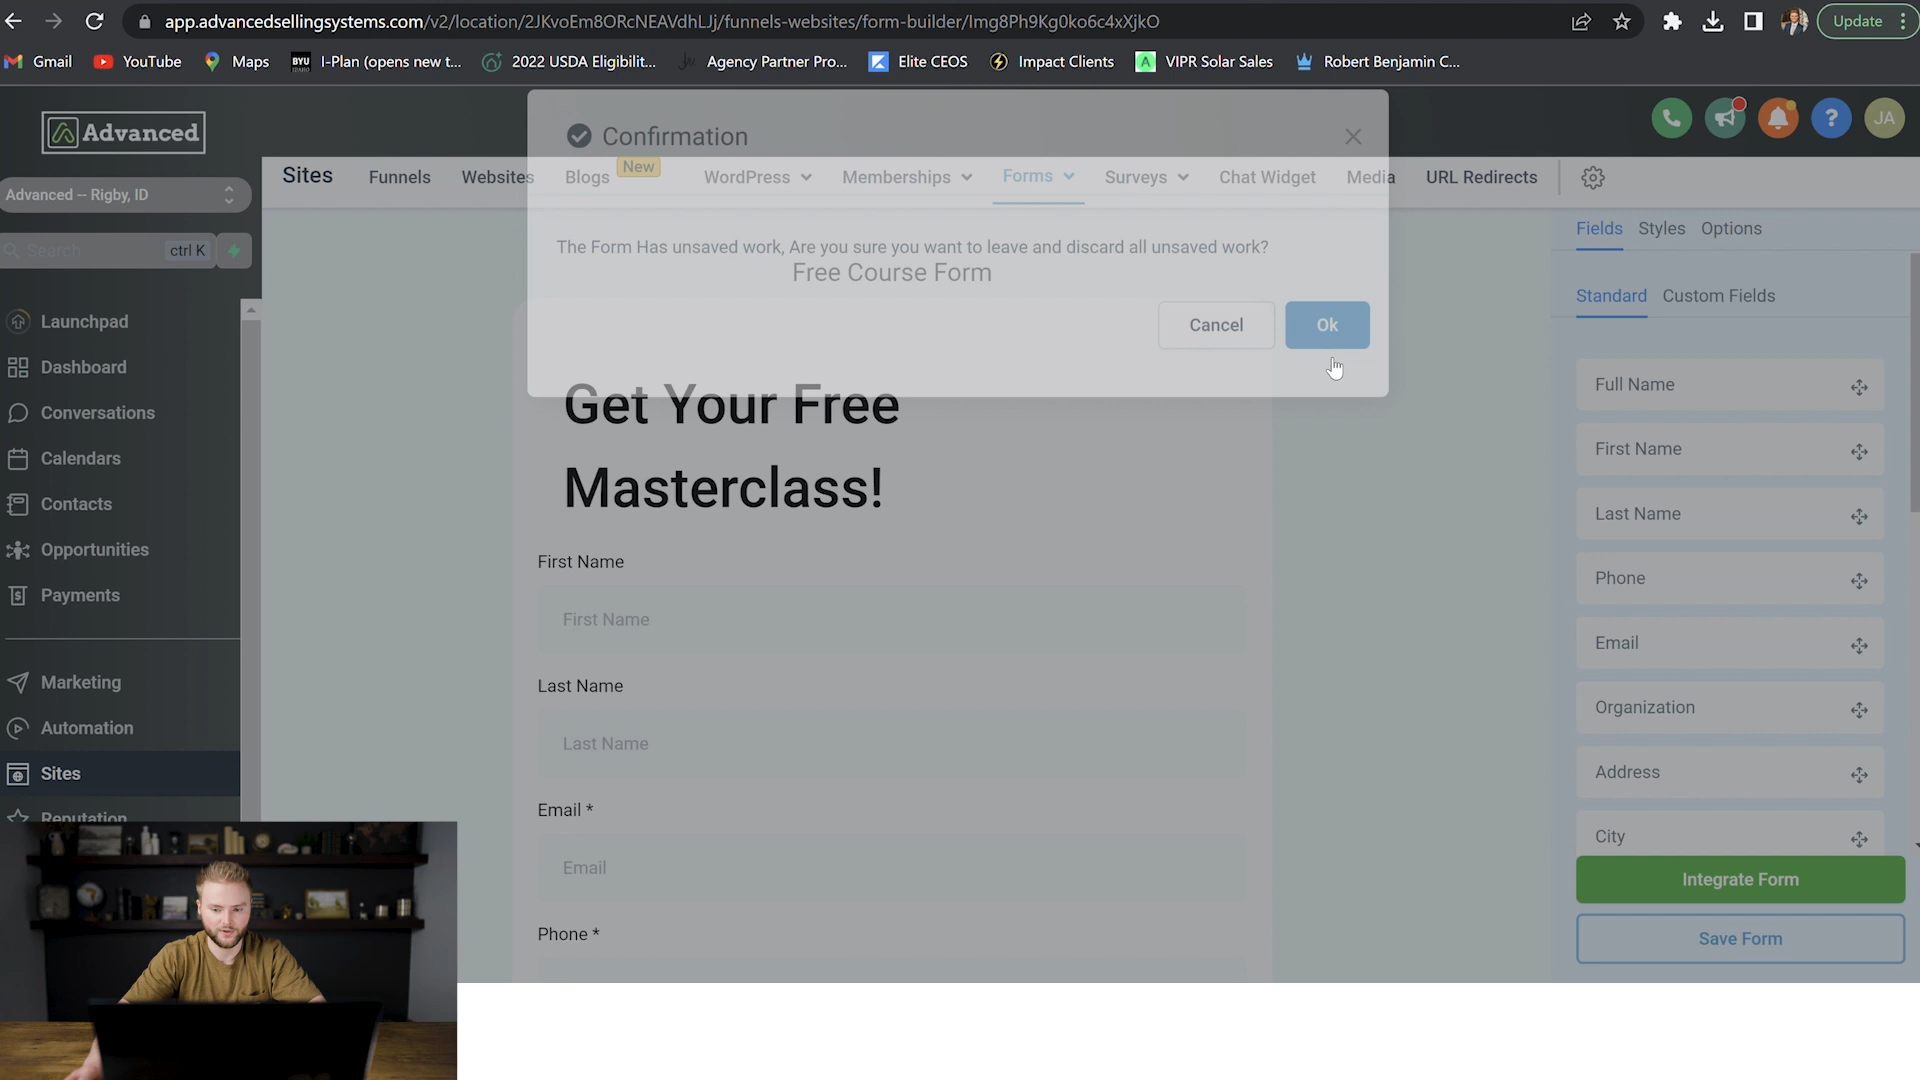 app.advancedsellingsystems.com/v2/location/2JKvoEm8ORcNEAVdhLJj/funnels-websites/form-builder/Img8Ph9Kg0ko6c4xXjkO
Update
Gmail
YouTube
Maps
BYU
I-Plan (opens new t...
2022 USDA Eligibilit...
Agency Partner Pro...
Elite CEOS
Impact Clients
VIPR Solar Sales
Robert Benjamin C...
Advanced
Confirmation
JA
Advanced -- Rigby, ID
Sites
Funnels
Websites
Blogs
New
WordPress
Memberships
Forms
Surveys
Chat Widget
Media
URL Redirects
Search
ctrl K
The Form Has unsaved work, Are you sure you want to leave and discard all unsaved work?
Free Course Form
Cancel
Ok
Fields
Styles
Options
Standard
Custom Fields
Launchpad
Dashboard
Conversations
Calendars
Contacts
Opportunities
Payments
Marketing
Automation
Sites
Reputation
Get Your Free
Masterclass!
First Name
First Name
Last Name
Last Name
Email *
Email
Phone *
Full Name
First Name
Last Name
Phone
Email
Organization
Address
City
Integrate Form
Save Form